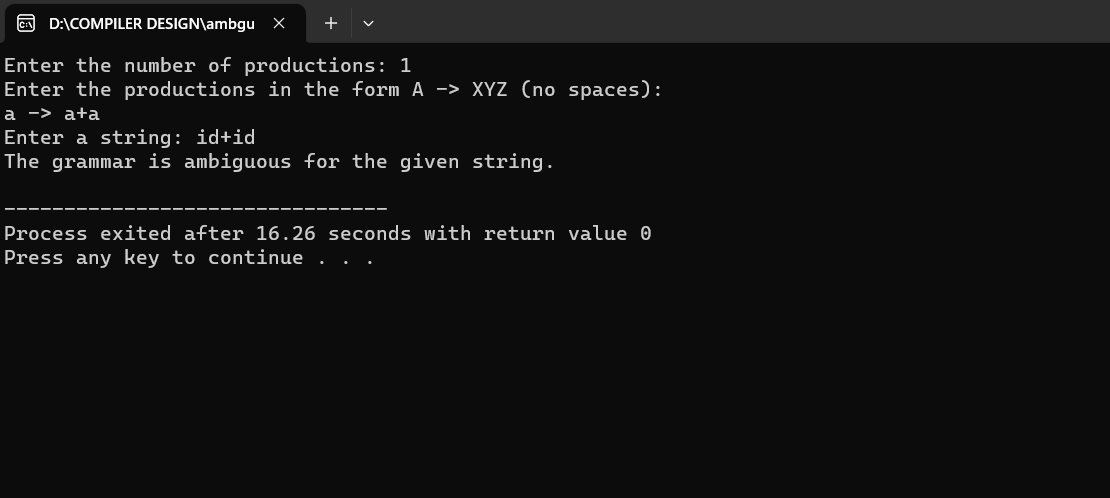 D:\COMPILER DESIGN\ambgu
Enter the number of productions: 1
Enter the productions in the form A -> XYZ (no spaces):
a -> a+a
Enter a string: id+id
The grammar is ambiguous for the given string.
--------------------------------
Process exited after 16.26 seconds with return value 0
Press any key to continue . . .